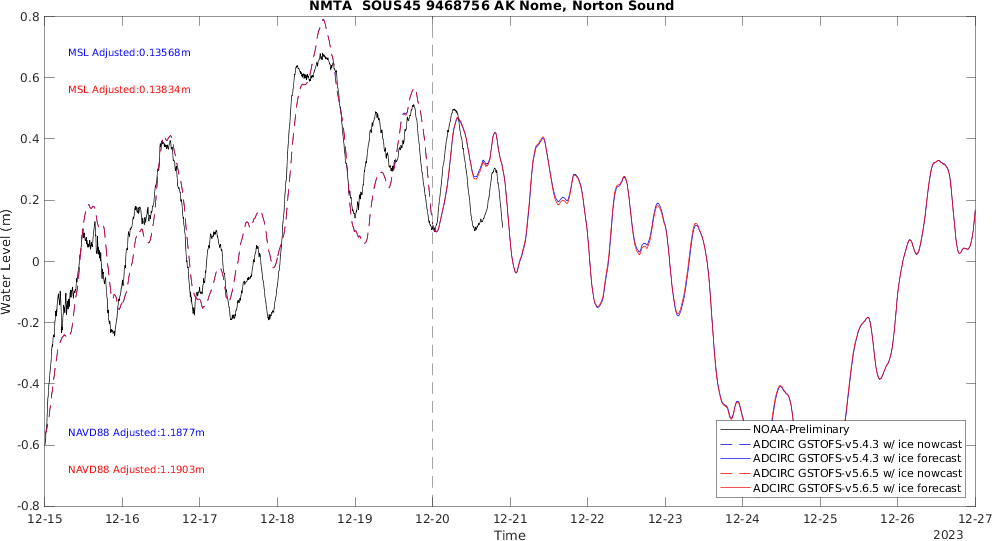 NMTA  SOUS45 9468756 AK Nome, Norton Sound
0.8
MSL Adjusted:0.13568m
0.6
MSL Adjusted:0.13834m
0.4
0.2
0
Water Level (m)
-0.2
-0.4
NAVD88 Adjusted:1.1877m
-0.6
NAVD88 Adjusted:1.1903m
-0.8
NOAA-Preliminary
ADCIRC GSTOFS-v5.4.3 w/ ice nowcast
ADCIRC GSTOFS-v5.4.3 w/ ice forecast
ADCIRC GSTOFS-v5.6.5 w/ ice nowcast
ADCIRC GSTOFS-v5.6.5 w/ ice forecast
12-15 12-16 12-17 12-18 12-19 12-20 12-21 12-22 12-23 12-24 12-25 12-26 12-27
Time
2023